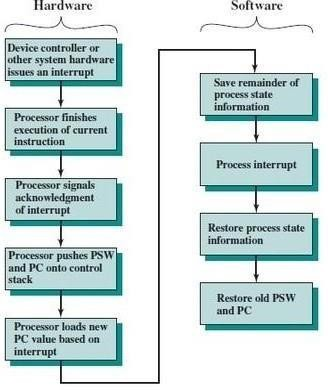 Hardware
Device controller or
other system hardware
issues an interrupt
Processor finishes
execution of current
instruction
Processor signals
acknowledgment
of interrupt
Processor pushes PSW
and PC onto control
stack
Processor loads new
PC value based on
interrupt
Software
Save remainder of
process state
information
Process interrupt
Restore process state
information
Restore old PSW
and PC